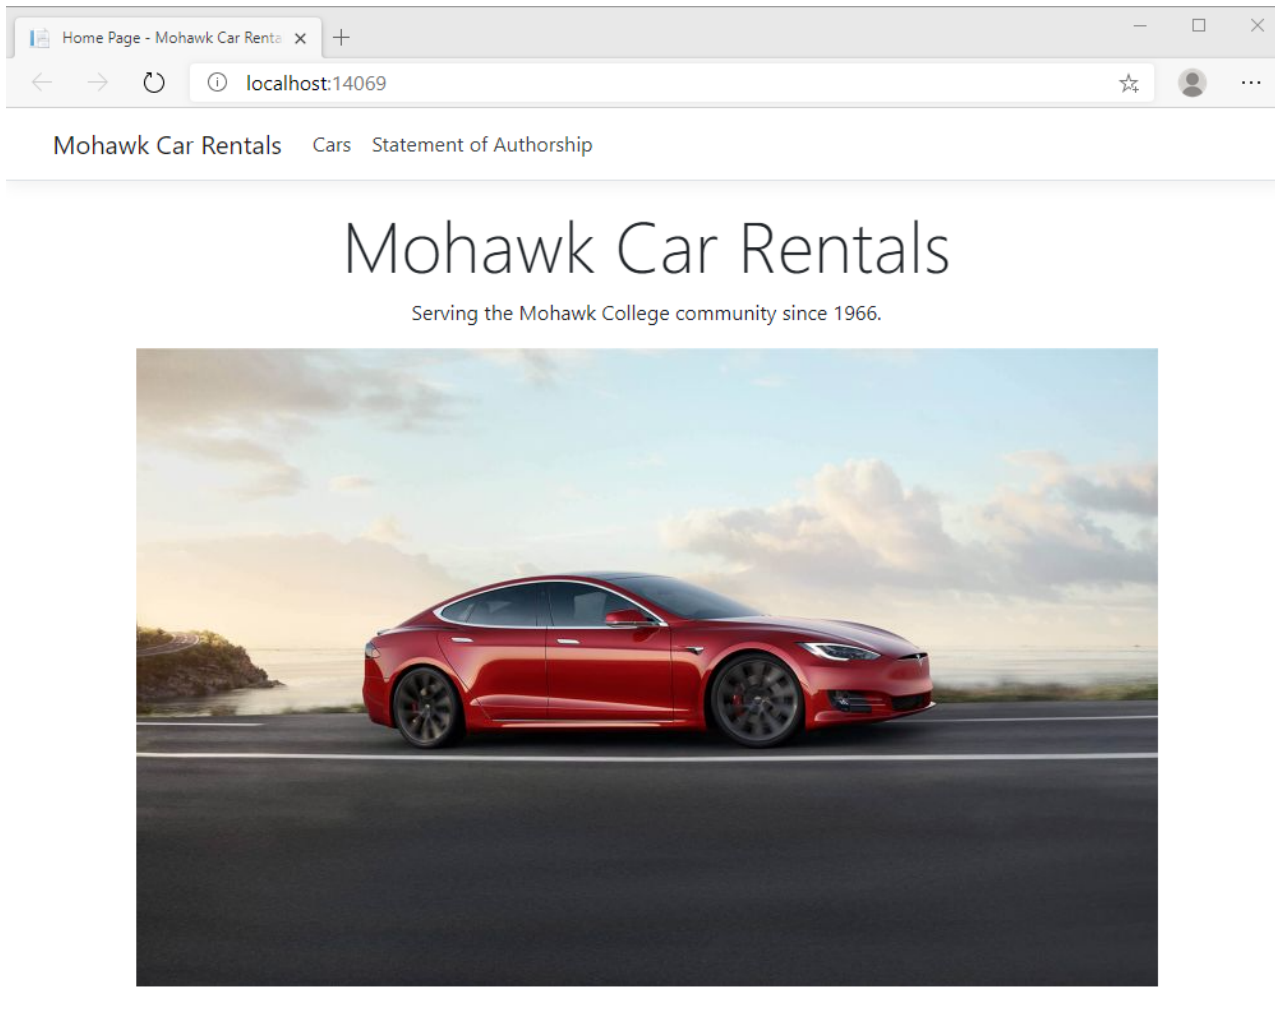 Home Page - Mohawk Car Renta
localhost:14069
Mohawk Car Rentals Cars Statement of Authorship
Mohawk Car Rentals
Serving the Mohawk College community since 1966.